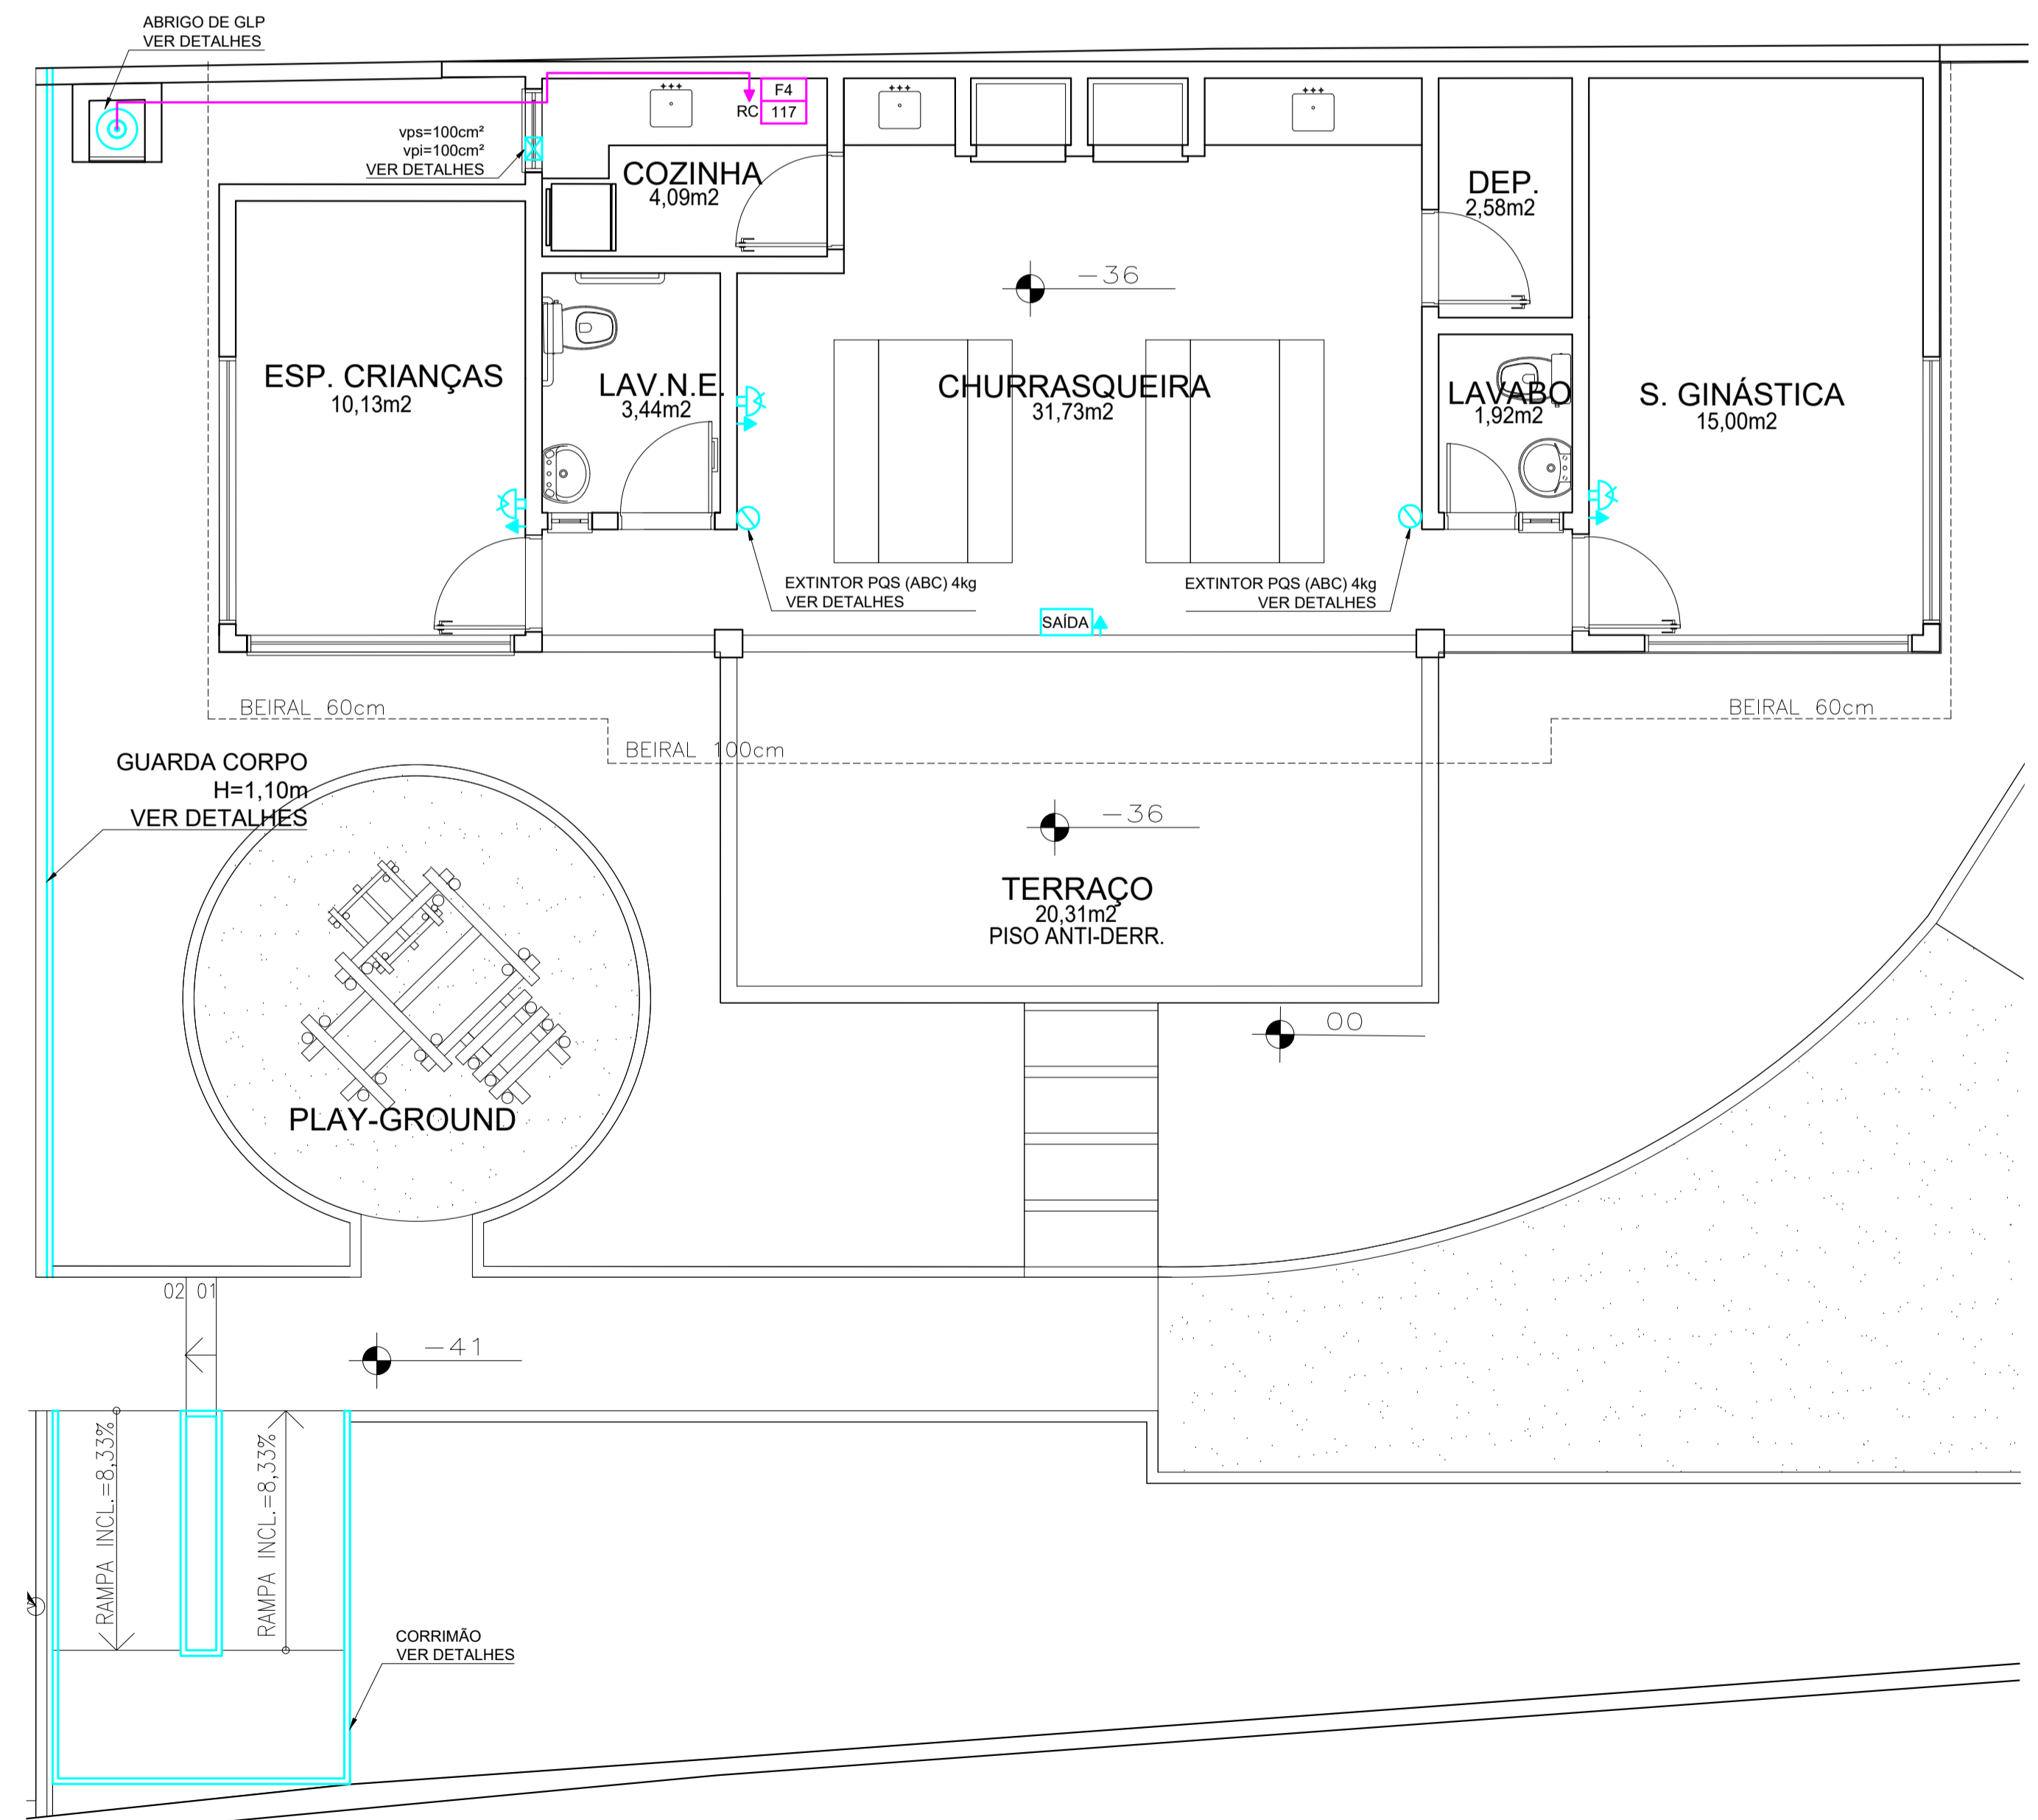 ABRIGO DE GLP
VER DETALHES
vps=100cm²
vpi=100cm²
VER DETALHES
RC
F4
117
COZINHA
4,09m2
DEP.
2,58m2
-36
ESP. CRIANÇAS
10,13m2
LAV.N.E.
3,44m2
CHURRASQUEIRA
31,73m2
LAVABO
1,92m2
S. GINÁSTICA
15,00m2
EXTINTOR PQS (ABC) 4kg
VER DETALHES
EXTINTOR PQS (ABC) 4kg
VER DETALHES
SAÍDA
BEIRAL 60cm
BEIRAL 60cm
BEIRAL 100cm
GUARDA CORPO
H=1,10m
VER DETALHES
-36
TERRAÇO
20,31m2
PISO ANTI-DERR.
00
PLAY-GROUND
02 01
-41
RAMPA INCL.=8,33%
RAMPA INCL.=8,33%
CORRIMÃO
VER DETALHES